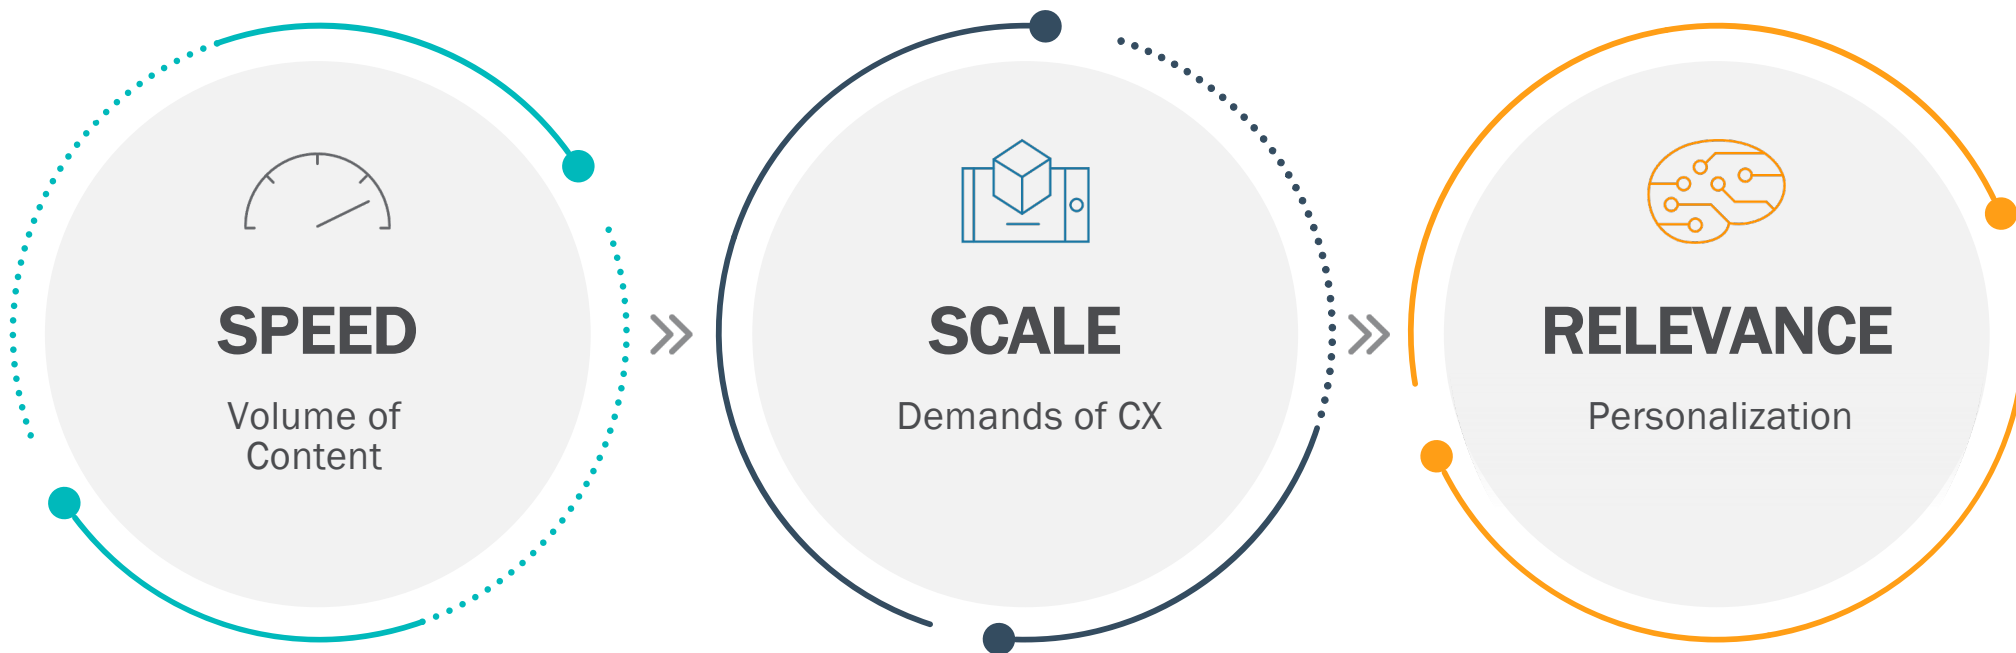 SPEED
Volume of
Content
SCALE
Demands of CX
RELEVANCE
Personalization